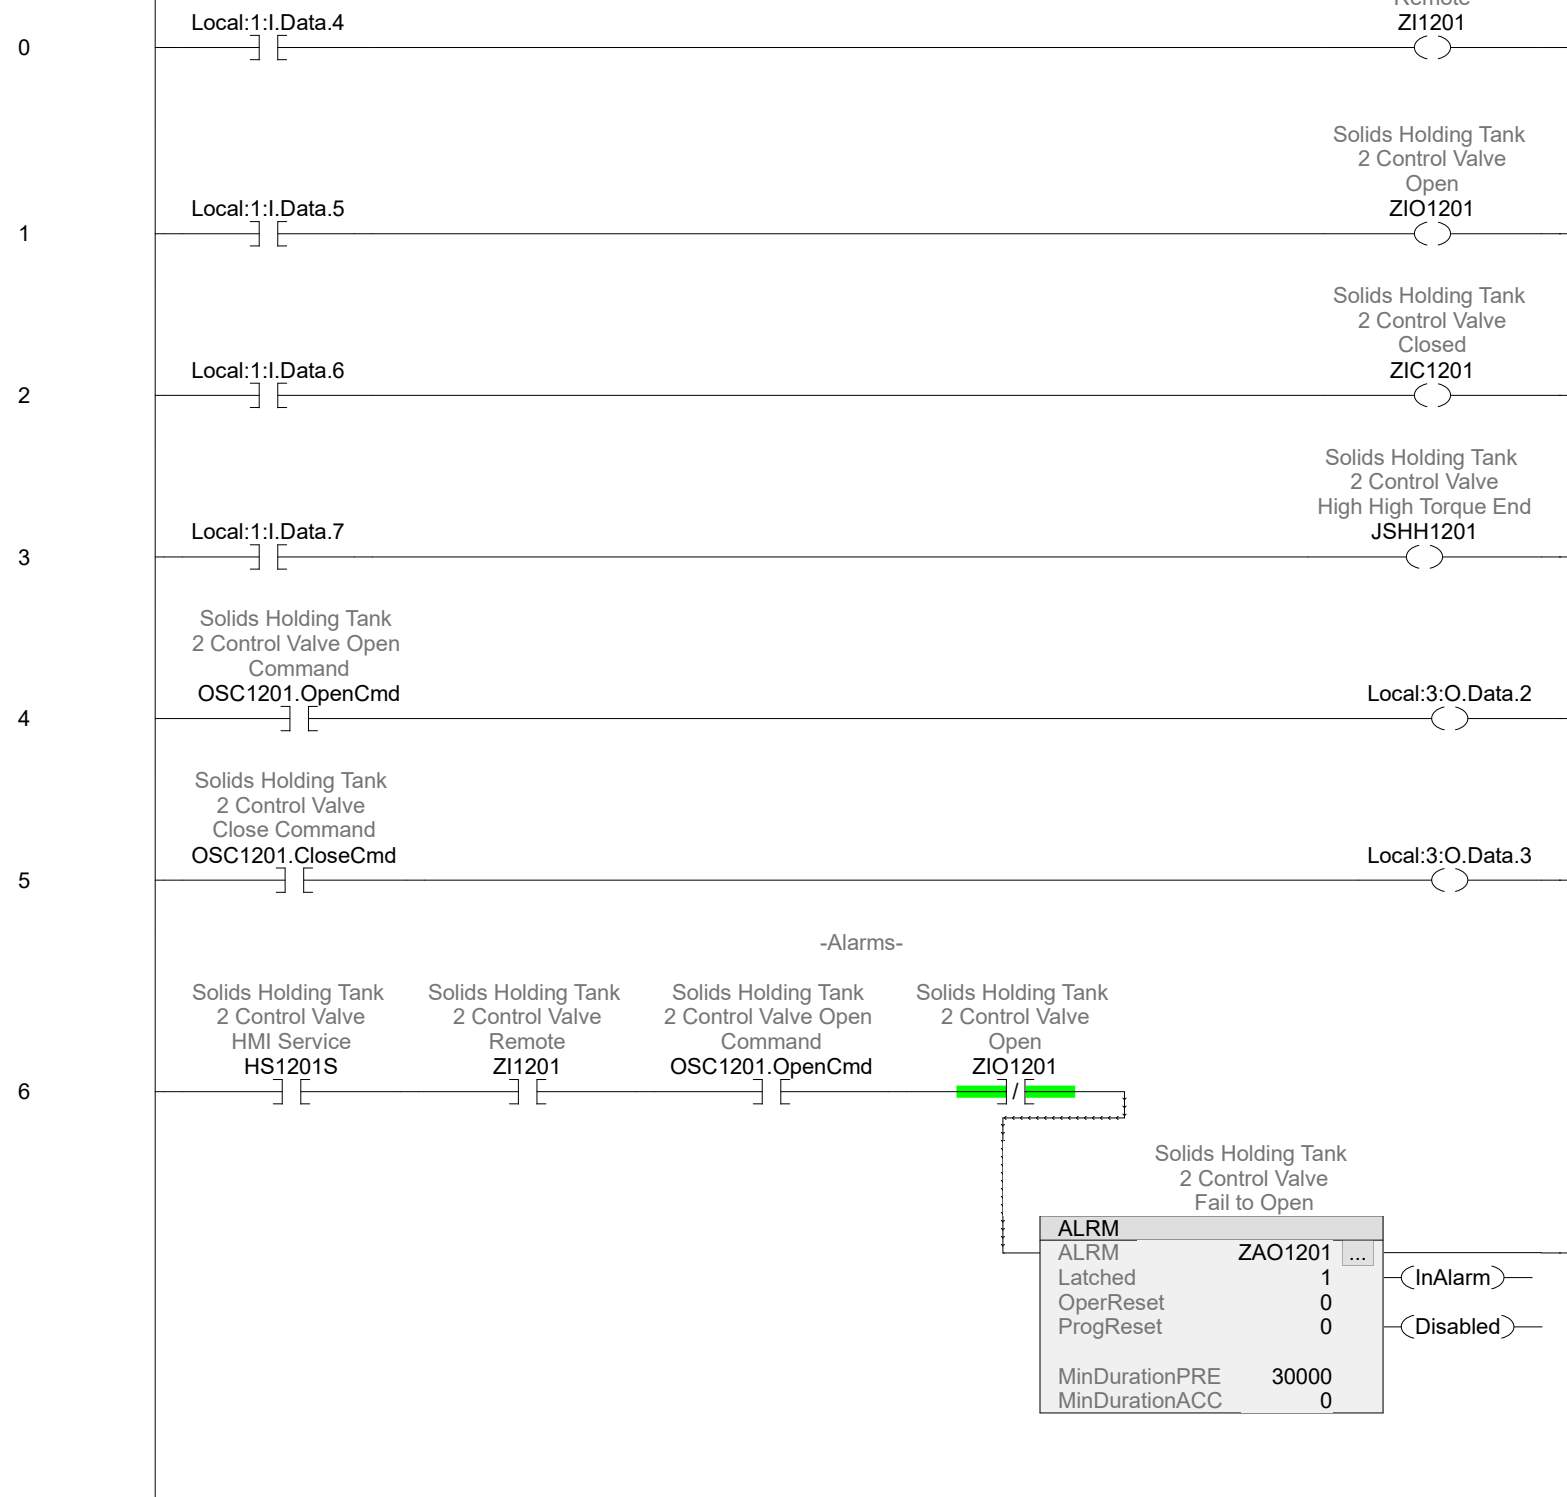 Remote
Local:1:I.Data.4
ZI1201
0
Solids Holding Tank
2 Control Valve
Open
Local:1:I.Data.5
ZIO1201
1
Solids Holding Tank
2 Control Valve
Closed
Local:1:I.Data.6
ZIC1201
2
Solids Holding Tank
2 Control Valve
High High Torque End
Local:1:I.Data.7
JSHH1201
3
Solids Holding Tank
2 Control Valve Open
Command
OSC1201.OpenCmd
Local:3:O.Data.2
4
Solids Holding Tank
2 Control Valve
Close Command
OSC1201.CloseCmd
Local:3:O.Data.3
5
-Alarms-
Solids Holding Tank
2 Control Valve
HMI Service
HS1201S
Solids Holding Tank
2 Control Valve
Remote
ZI1201
Solids Holding Tank
2 Control Valve Open
Command
OSC1201.OpenCmd
Solids Holding Tank
2 Control Valve
Open
ZIO1201
6
/
Solids Holding Tank
2 Control Valve
Fail to Open
ALRM
ALRM ZAO1201 ...
Latched 1
InAlarm
OperReset 0
ProgReset 0
Disabled
MinDurationPRE 30000
MinDurationACC 0